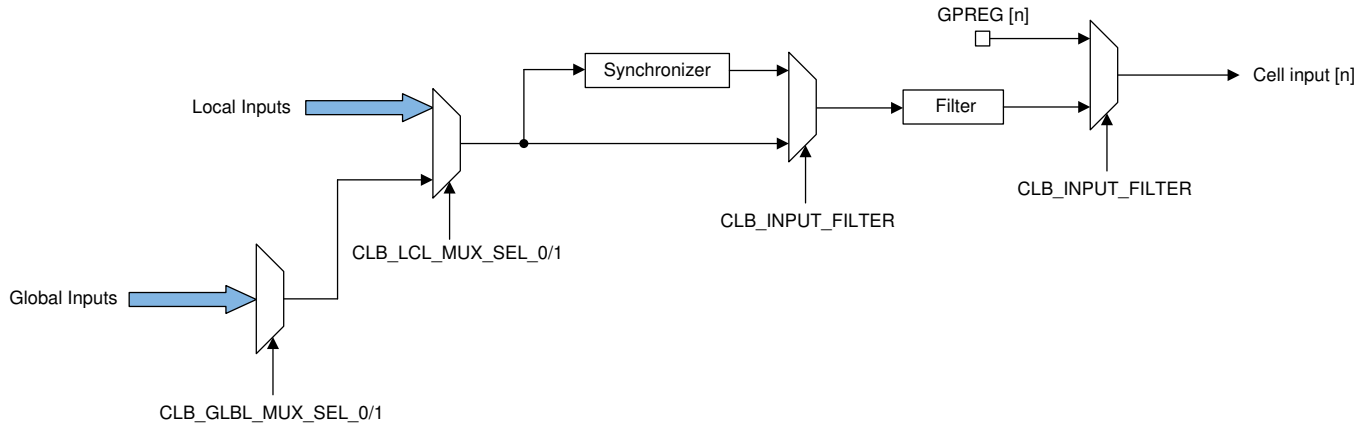 GPREG [n]
Synchronizer
Cell input [n]
Local Inputs
Filter
CLB_INPUT_FILTER
CLB_INPUT_FILTER
CLB_LCL_MUX_SEL_0/1
Global Inputs
CLB_GLBL_MUX_SEL_0/1